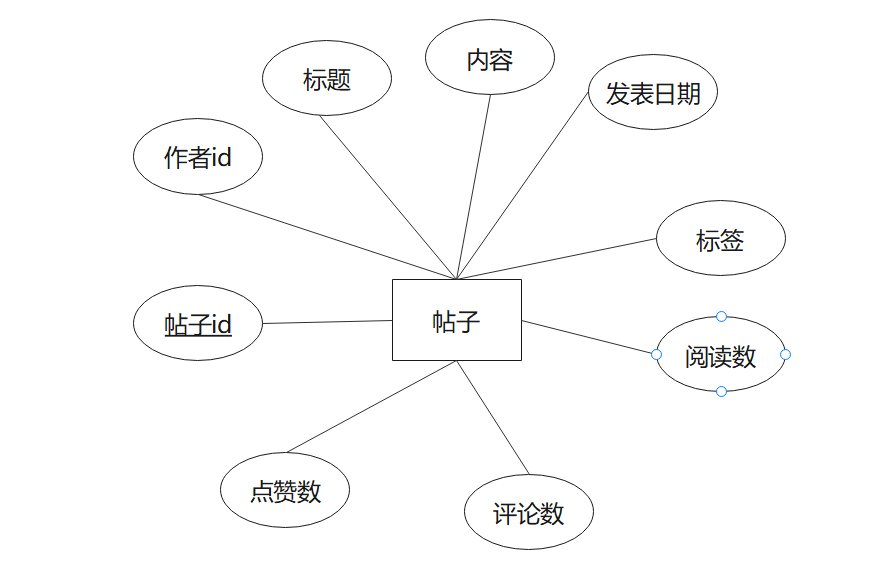 内容
标题
发表日期
作者id
标签
帖子id
帖子
阅读数
点赞数
评论数